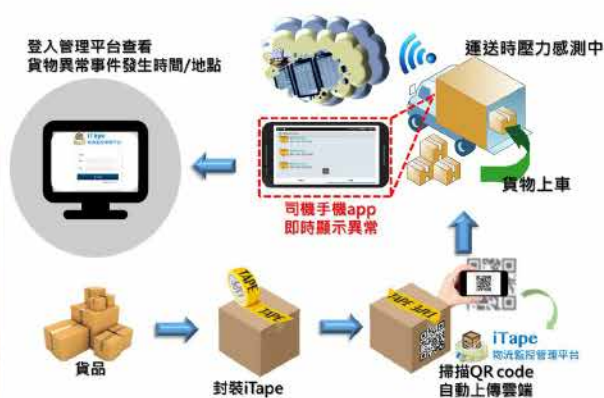 登入管理平台查看
貨物異常事件發生時間/地點
運送時壓力感測中
iTape
司機手機app
即時顯示異常
貨物上車
TAPE
TAPE
TAPE
iTape
物流監控管理平台
貨品
封裝iTape
掃描QR code
自動上傳雲端